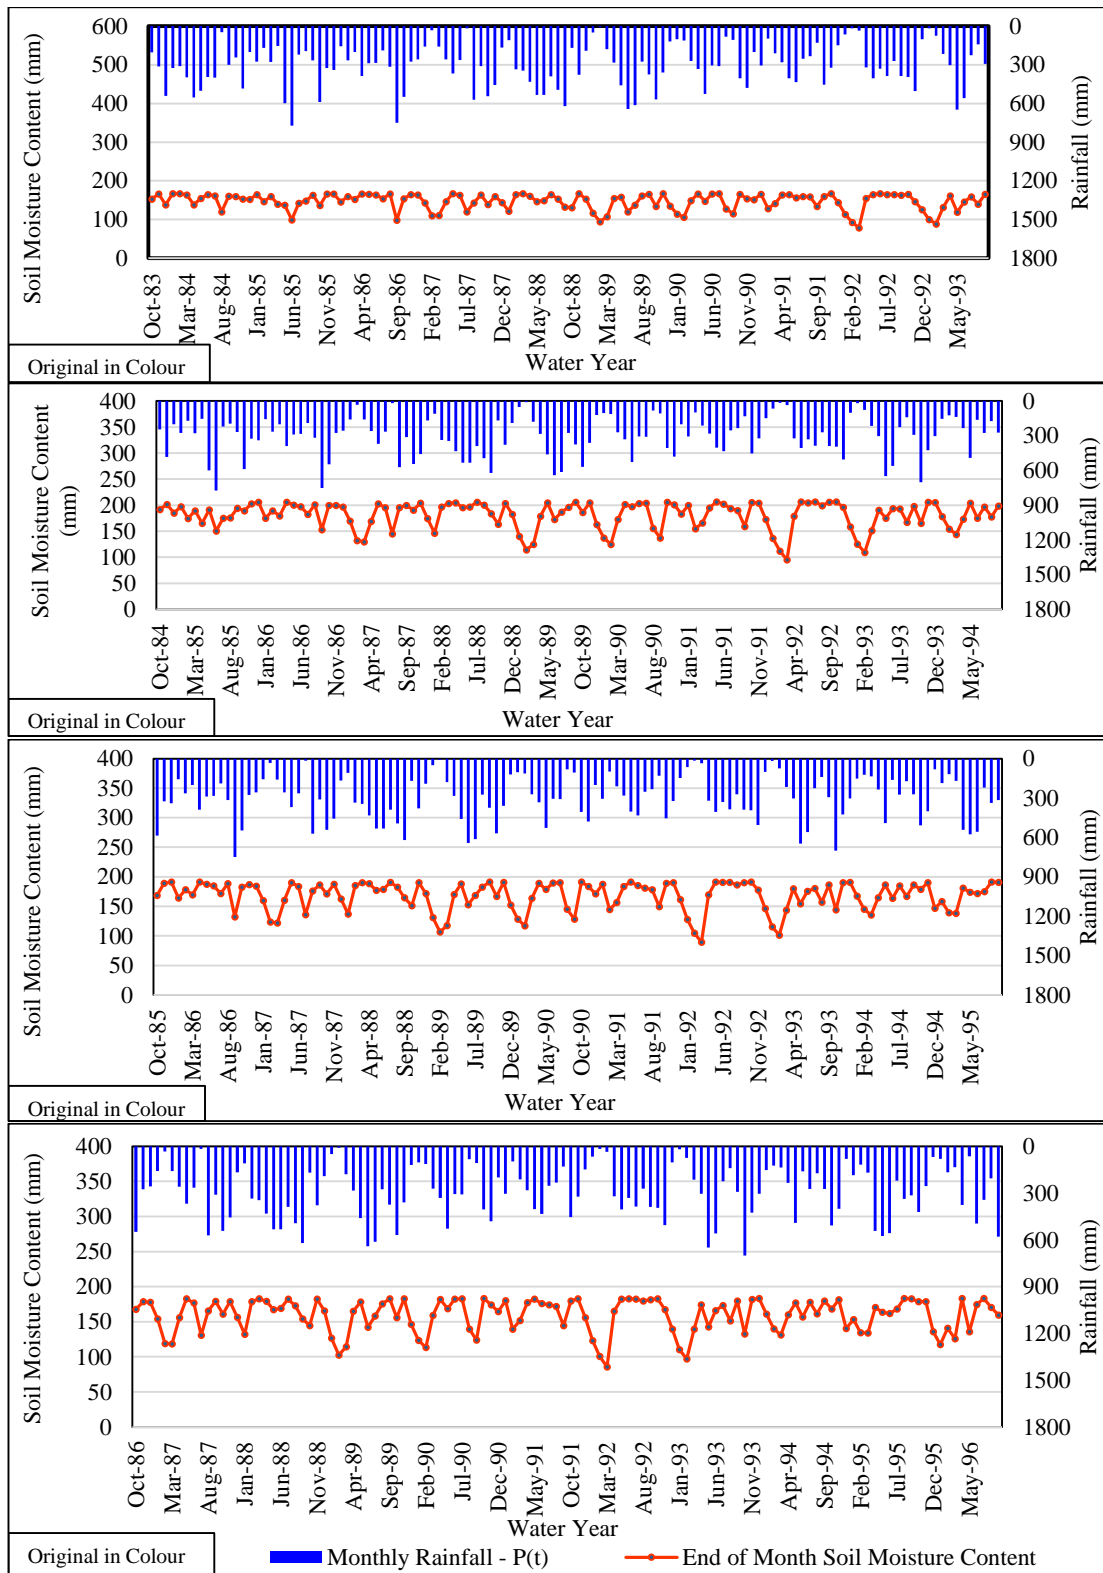 Soil Moisture Content (mm)
600
500
400
300
200
100
0
0
300
600
900
1200
1500
1800
Rainfall (mm)
Oct-83
Mar-84
Aug-84
Jan-85
Jun-85
Nov-85
Apr-86
Sep-86
Feb-87
Jul-87
Dec-87
May-88
Oct-88
Mar-89
Aug-89
Jan-90
Jun-90
Nov-90
Apr-91
Sep-91
Feb-92
Jul-92
Dec-92
May-93
Water Year
Original in Colour
Soil Moisture Content
(mm)
400
350
300
250
200
150
100
50
0
0
300
600
900
1200
1500
1800
Rainfall (mm)
Oct-84
Mar-85
Aug-85
Jan-86
Jun-86
Nov-86
Apr-87
Sep-87
Feb-88
Jul-88
Dec-88
May-89
Oct-89
Mar-90
Aug-90
Jan-91
Jun-91
Nov-91
Apr-92
Sep-92
Feb-93
Jul-93
Dec-93
May-94
Water Year
Original in Colour
Soil Moisture Content (mm)
400
350
300
250
200
150
100
50
0
0
300
600
900
1200
1500
1800
Rainfall (mm)
Oct-85
Mar-86
Aug-86
Jan-87
Jun-87
Nov-87
Apr-88
Sep-88
Feb-89
Jul-89
Dec-89
May-90
Oct-90
Mar-91
Aug-91
Jan-92
Jun-92
Nov-92
Apr-93
Sep-93
Feb-94
Jul-94
Dec-94
May-95
Water Year
Original in Colour
Soil Moisture Content (mm)
400
350
300
250
200
150
100
50
0
0
300
600
900
1200
1500
1800
Rainfall (mm)
Oct-86
Mar-87
Aug-87
Jan-88
Jun-88
Nov-88
Apr-89
Sep-89
Feb-90
Jul-90
Dec-90
May-91
Oct-91
Mar-92
Aug-92
Jan-93
Jun-93
Nov-93
Apr-94
Sep-94
Feb-95
Jul-95
Dec-95
May-96
Water Year
Original in Colour
Monthly Rainfall - P(t)
End of Month Soil Moisture Content